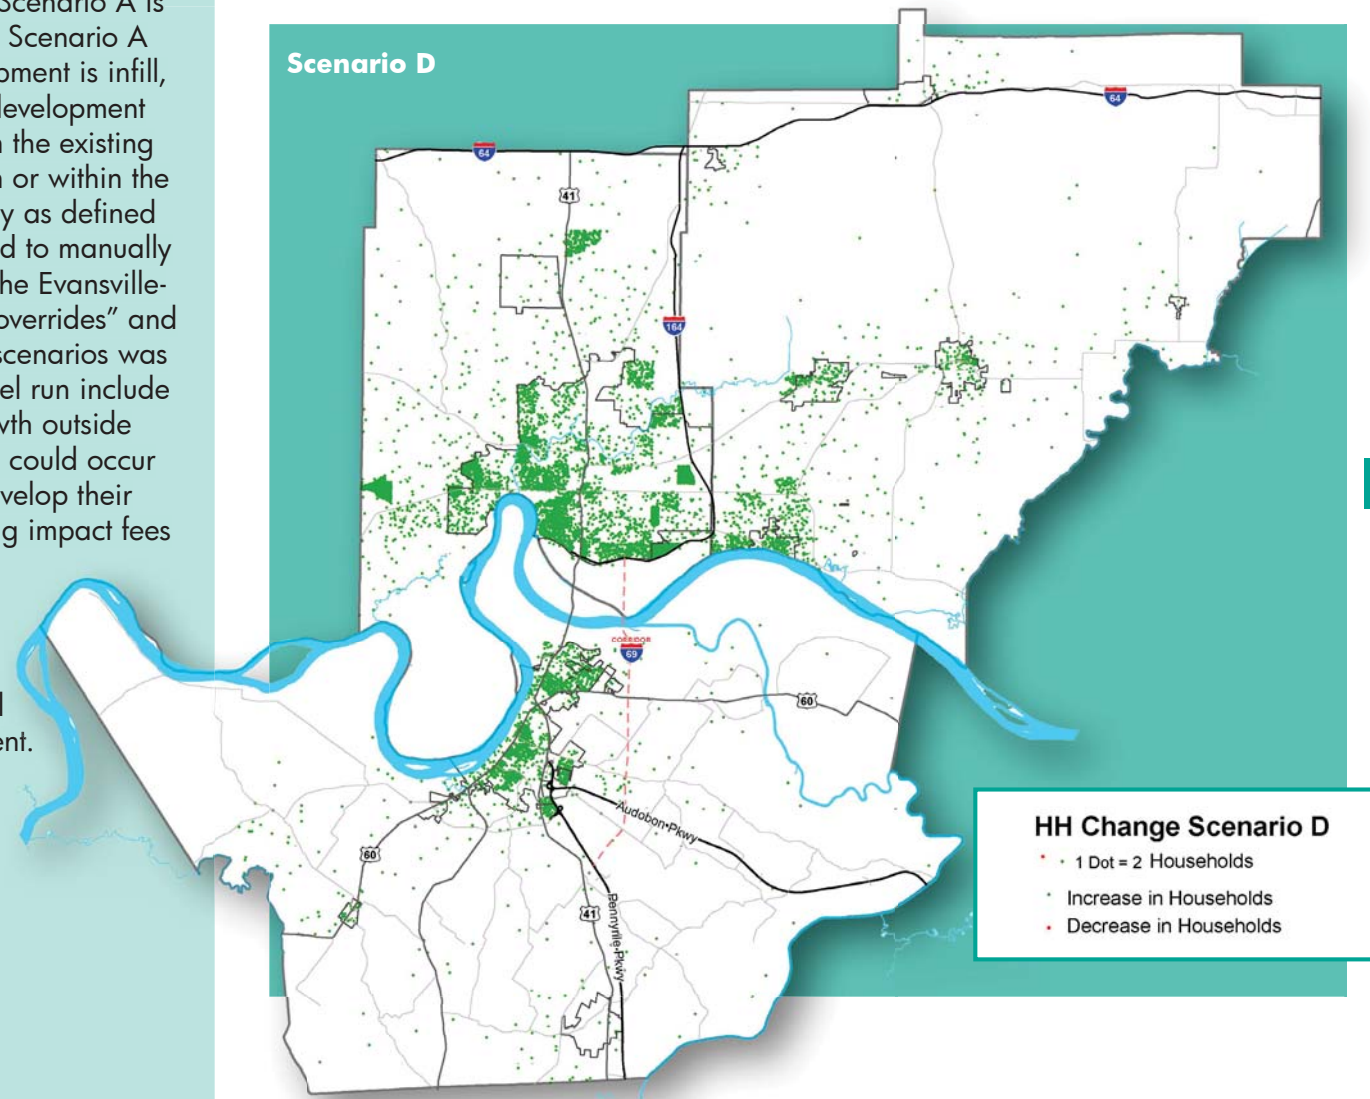 Scenario A is
Scenario A
pment is infill,
development
n the existing
n or within the
y as defined
d to manually
he Evansville-
overrides” and
scenarios was
el run include
wth outside
could occur
velop their
g impact fees
ent.
Scenario D
64
64
41
164
CORRIDOR
69
60
Audobon•Pkwy
60
41
Pennyrile•Pkwy
HH Change Scenario D
1 Dot = 2 Households
Increase in Households
Decrease in Households